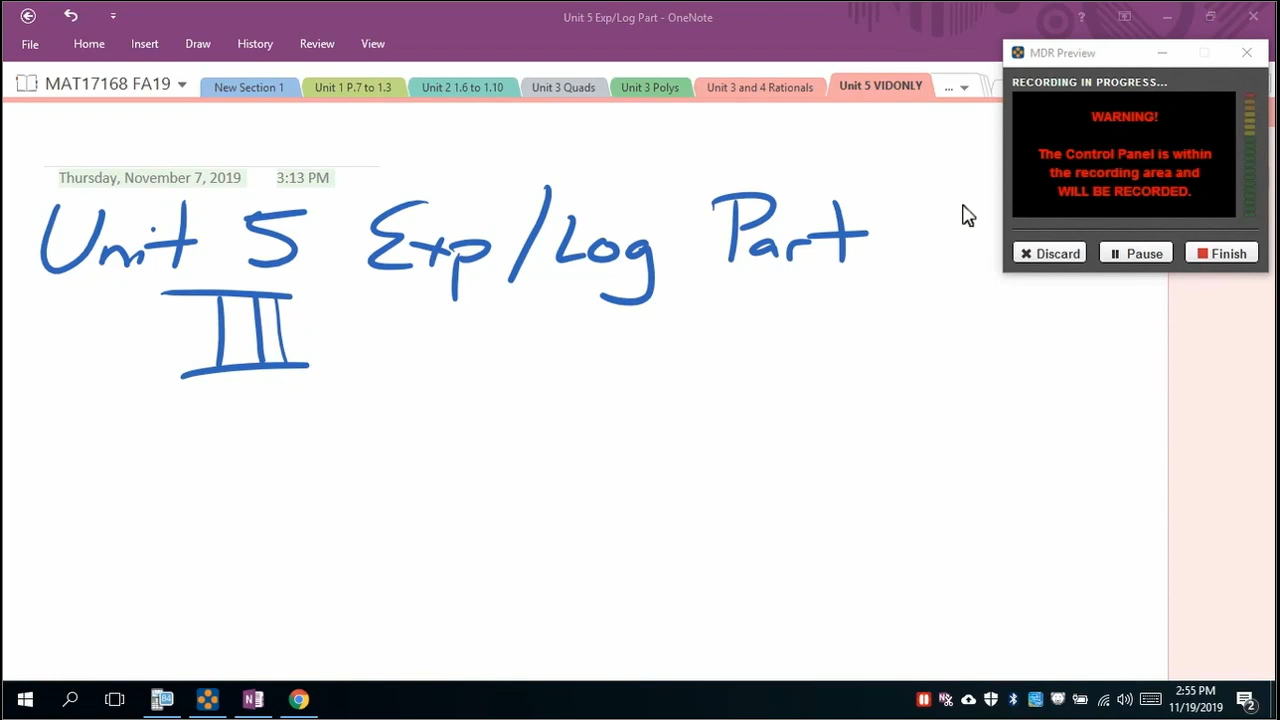 Unit 5 Exp/Log Part - OneNote
?
File Home Insert Draw History Review View
MDR Preview
MAT17168 FA19
New Section 1 Unit 1 P.7 to 1.3 Unit 2 1.6 to 1.10 Unit 3 Quads Unit 3 Polys Unit 3 and 4 Rationals Unit 5 VIDONLY ...
RECORDING IN PROGRESS...
WARNING!
The Control Panel is within
the recording area and
WILL BE RECORDED.
Discard Pause Finish
Thursday, November 7, 2019 3:13 PM
Unit 5 Exp/Log Part
III
2:55 PM
11/19/2019
2